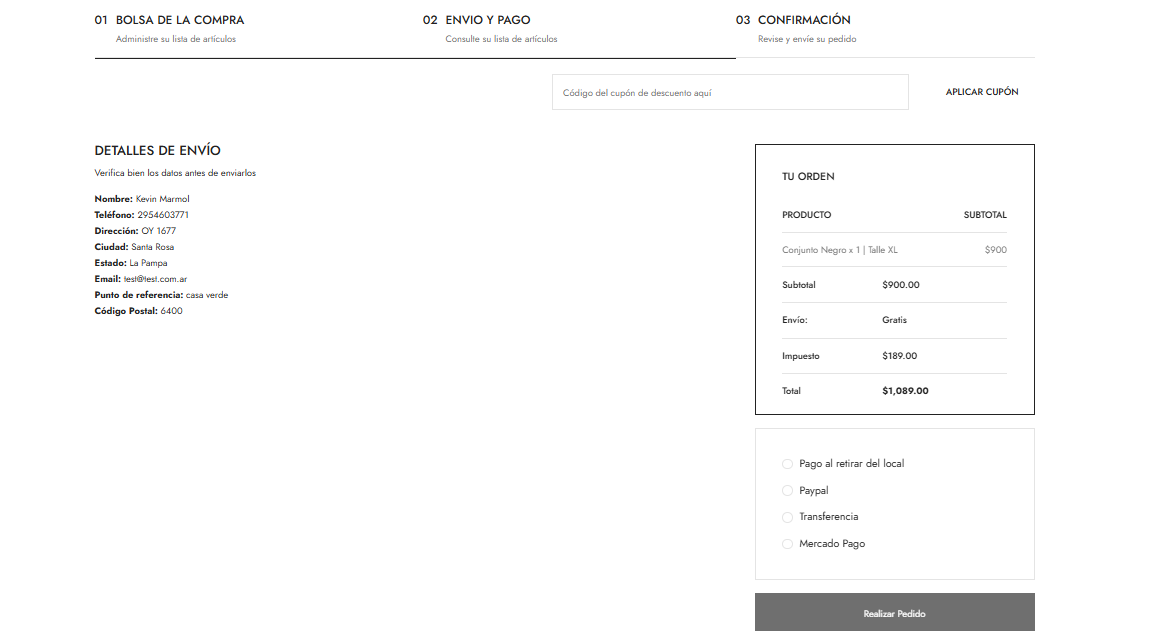 01 BOLSA DE LA COMPRA
Administre su lista de artículos
02 ENVIO Y PAGO
Consulte su lista de artículos
03 CONFIRMACIÓN
Revise y envíe su pedido
Código del cupón de descuento aquí
APLICAR CUPÓN
DETALLES DE ENVÍO
Verifica bien los datos antes de enviarlos
Nombre: Kevin Marmol
Teléfono: 2954603771
Dirección: OY 1677
Ciudad: Santa Rosa
Estado: La Pampa
Email: test@test.com.ar
Punto de referencia: casa verde
Código Postal: 6400
TU ORDEN
PRODUCTO SUBTOTAL
Conjunto Negro x 1 | Talle XL $900
Subtotal $900.00
Envío: Gratis
Impuesto $189.00
Total $1,089.00
Pago al retirar del local
Paypal
Transferencia
Mercado Pago
Realizar Pedido